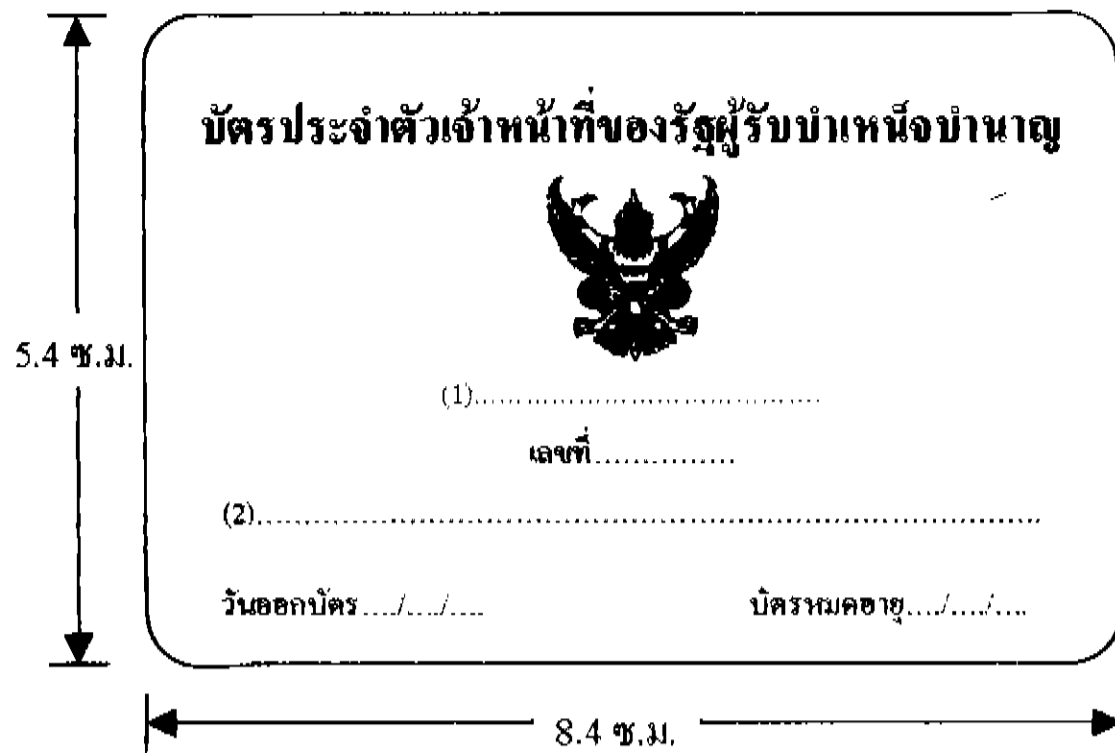 บัตรประจำตัวเจ้าหน้าที่ของรัฐผู้รับบำเหน็จบำนาญ
5.4 ซ.ม.
(1)......................................
เลขที่................
(2)..........................................................................................
วันออกบัตร..../..../.... บัตรหมดอายุ..../..../....
8.4 ซ.ม.